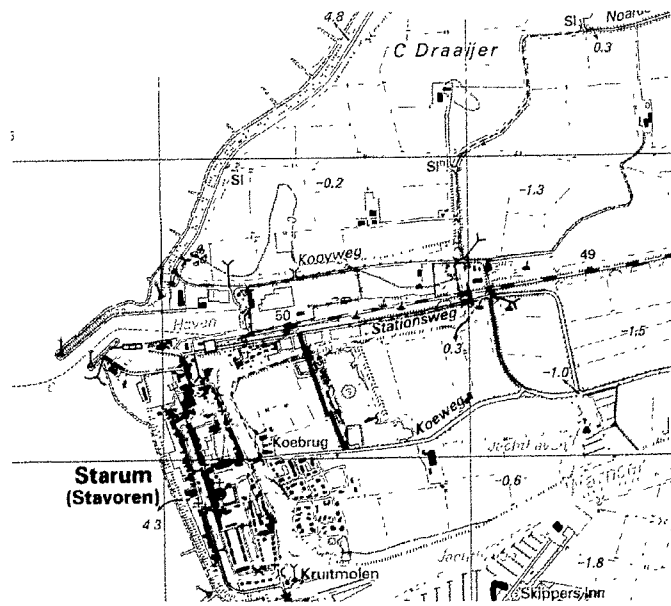 4.8
Noarde
Sl
0.3
C Draaijer
Sl
Sl
-0.2
-1.3
Kooyweg
49
Haven
50
Stationsweg
0.3
-1.5
-1.0
Koeweg
Koebrug
Jachthaven
Starum
(Stavoren)
-0.6
4.3
-1.8
Kruitmolen
Skippers Inn